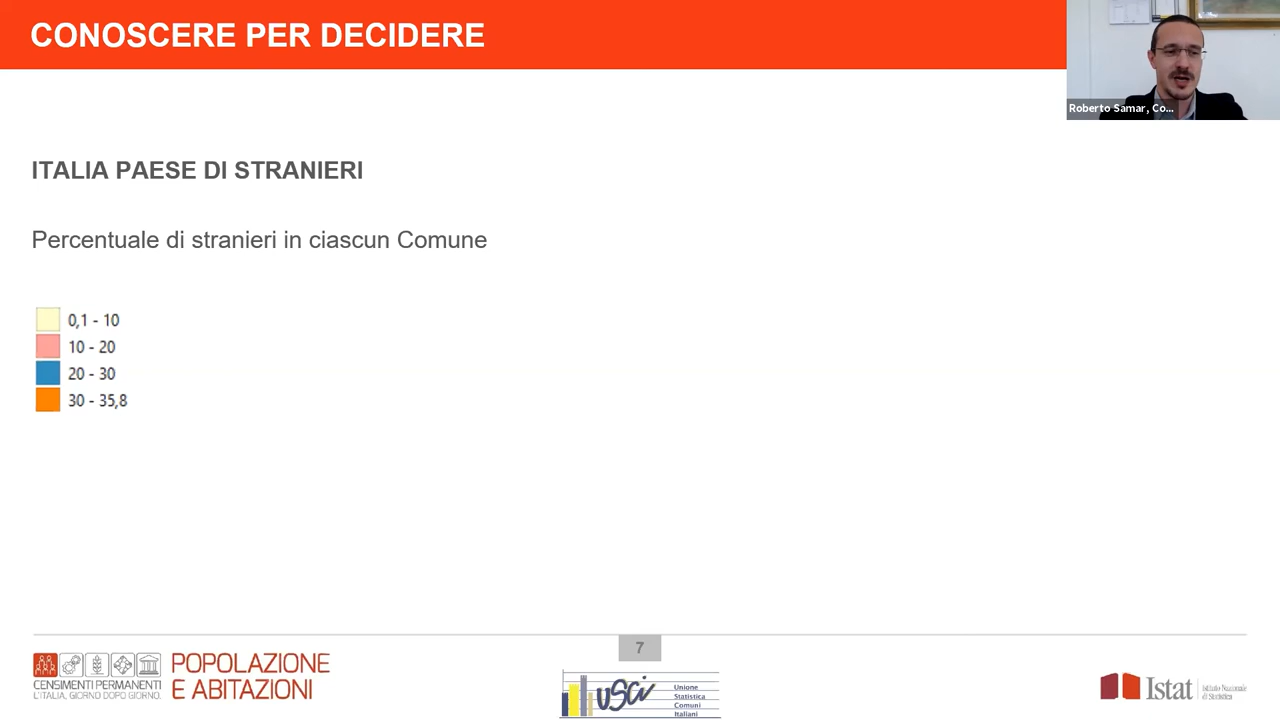 CONOSCERE PER DECIDERE
Roberto Samar, Co...
ITALIA PAESE DI STRANIERI
Percentuale di stranieri in ciascun Comune
0,1 - 10
10 - 20
20 - 30
30 - 35,8
7
CENSIMENTI PERMANENTI
L'ITALIA, GIORNO DOPO GIORNO.
POPOLAZIONE
E ABITAZIONI
usci
Unione
Statistica
Comuni
Italiani
Istat
Istituto Nazionale
di Statistica